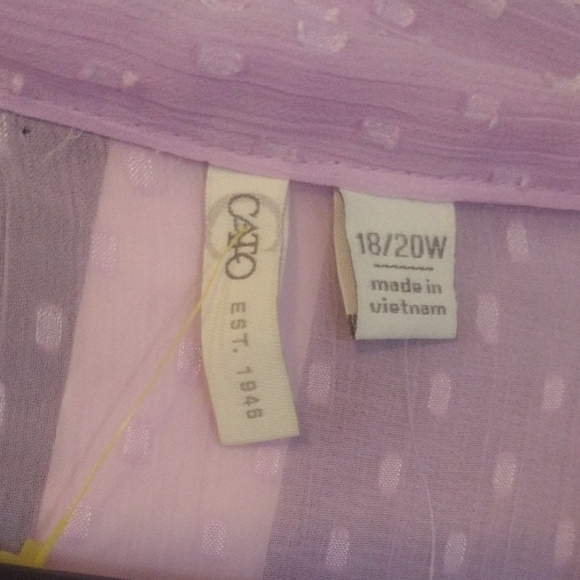 CATO
EST. 1946
18/20W
made in
vietnam